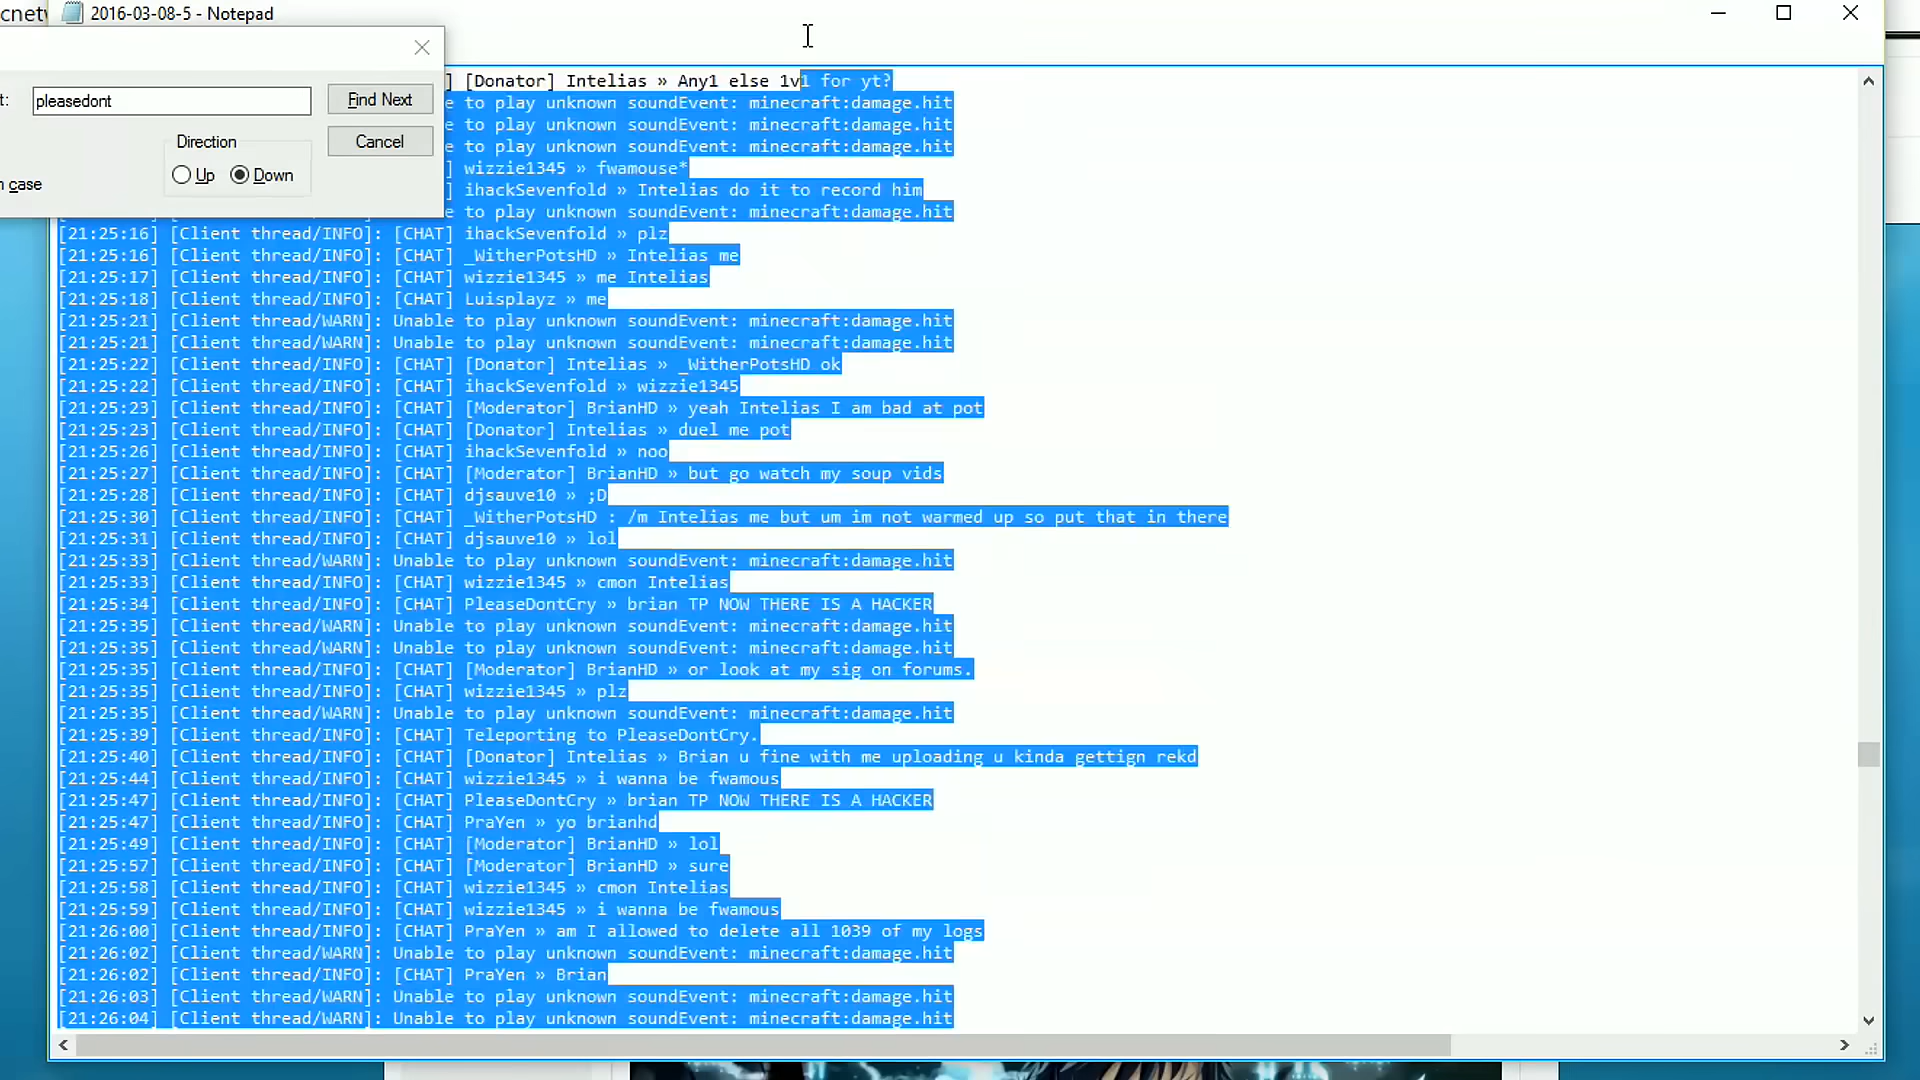 cnetw
2016-03-08-5 - Notepad
t:
pleasedont
Find Next
Cancel
Direction
Up
Down
case
] [Donator] Intelias » Any1 else 1v1 for yt?
e to play unknown soundEvent: minecraft:damage.hit
e to play unknown soundEvent: minecraft:damage.hit
e to play unknown soundEvent: minecraft:damage.hit
] wizzie1345 » fwamouse*
] ihackSevenfold » Intelias do it to record him
e to play unknown soundEvent: minecraft:damage.hit
[21:25:16] [Client thread/INFO]: [CHAT] ihackSevenfold » plz
[21:25:16] [Client thread/INFO]: [CHAT] _WitherPotsHD » Intelias me
[21:25:17] [Client thread/INFO]: [CHAT] wizzie1345 » me Intelias
[21:25:18] [Client thread/INFO]: [CHAT] Luisplayz » me
[21:25:21] [Client thread/WARN]: Unable to play unknown soundEvent: minecraft:damage.hit
[21:25:21] [Client thread/WARN]: Unable to play unknown soundEvent: minecraft:damage.hit
[21:25:22] [Client thread/INFO]: [CHAT] [Donator] Intelias » _WitherPotsHD ok
[21:25:22] [Client thread/INFO]: [CHAT] ihackSevenfold » wizzie1345
[21:25:23] [Client thread/INFO]: [CHAT] [Moderator] BrianHD » yeah Intelias I am bad at pot
[21:25:23] [Client thread/INFO]: [CHAT] [Donator] Intelias » duel me pot
[21:25:26] [Client thread/INFO]: [CHAT] ihackSevenfold » noo
[21:25:27] [Client thread/INFO]: [CHAT] [Moderator] BrianHD » but go watch my soup vids
[21:25:28] [Client thread/INFO]: [CHAT] djsauve10 » ;D
[21:25:30] [Client thread/INFO]: [CHAT] _WitherPotsHD : /m Intelias me but um im not warmed up so put that in there
[21:25:31] [Client thread/INFO]: [CHAT] djsauve10 » lol
[21:25:33] [Client thread/WARN]: Unable to play unknown soundEvent: minecraft:damage.hit
[21:25:33] [Client thread/INFO]: [CHAT] wizzie1345 » cmon Intelias
[21:25:34] [Client thread/INFO]: [CHAT] PleaseDontCry » brian TP NOW THERE IS A HACKER
[21:25:35] [Client thread/WARN]: Unable to play unknown soundEvent: minecraft:damage.hit
[21:25:35] [Client thread/WARN]: Unable to play unknown soundEvent: minecraft:damage.hit
[21:25:35] [Client thread/INFO]: [CHAT] [Moderator] BrianHD » or look at my sig on forums.
[21:25:35] [Client thread/INFO]: [CHAT] wizzie1345 » plz
[21:25:35] [Client thread/WARN]: Unable to play unknown soundEvent: minecraft:damage.hit
[21:25:39] [Client thread/INFO]: [CHAT] Teleporting to PleaseDontCry.
[21:25:40] [Client thread/INFO]: [CHAT] [Donator] Intelias » Brian u fine with me uploading u kinda gettign rekd
[21:25:44] [Client thread/INFO]: [CHAT] wizzie1345 » i wanna be fwamous
[21:25:47] [Client thread/INFO]: [CHAT] PleaseDontCry » brian TP NOW THERE IS A HACKER
[21:25:47] [Client thread/INFO]: [CHAT] PraYen » yo brianhd
[21:25:49] [Client thread/INFO]: [CHAT] [Moderator] BrianHD » lol
[21:25:57] [Client thread/INFO]: [CHAT] [Moderator] BrianHD » sure
[21:25:58] [Client thread/INFO]: [CHAT] wizzie1345 » cmon Intelias
[21:25:59] [Client thread/INFO]: [CHAT] wizzie1345 » i wanna be fwamous
[21:26:00] [Client thread/INFO]: [CHAT] PraYen » am I allowed to delete all 1039 of my logs
[21:26:02] [Client thread/WARN]: Unable to play unknown soundEvent: minecraft:damage.hit
[21:26:02] [Client thread/INFO]: [CHAT] PraYen » Brian
[21:26:03] [Client thread/WARN]: Unable to play unknown soundEvent: minecraft:damage.hit
[21:26:04] [Client thread/WARN]: Unable to play unknown soundEvent: minecraft:damage.hit